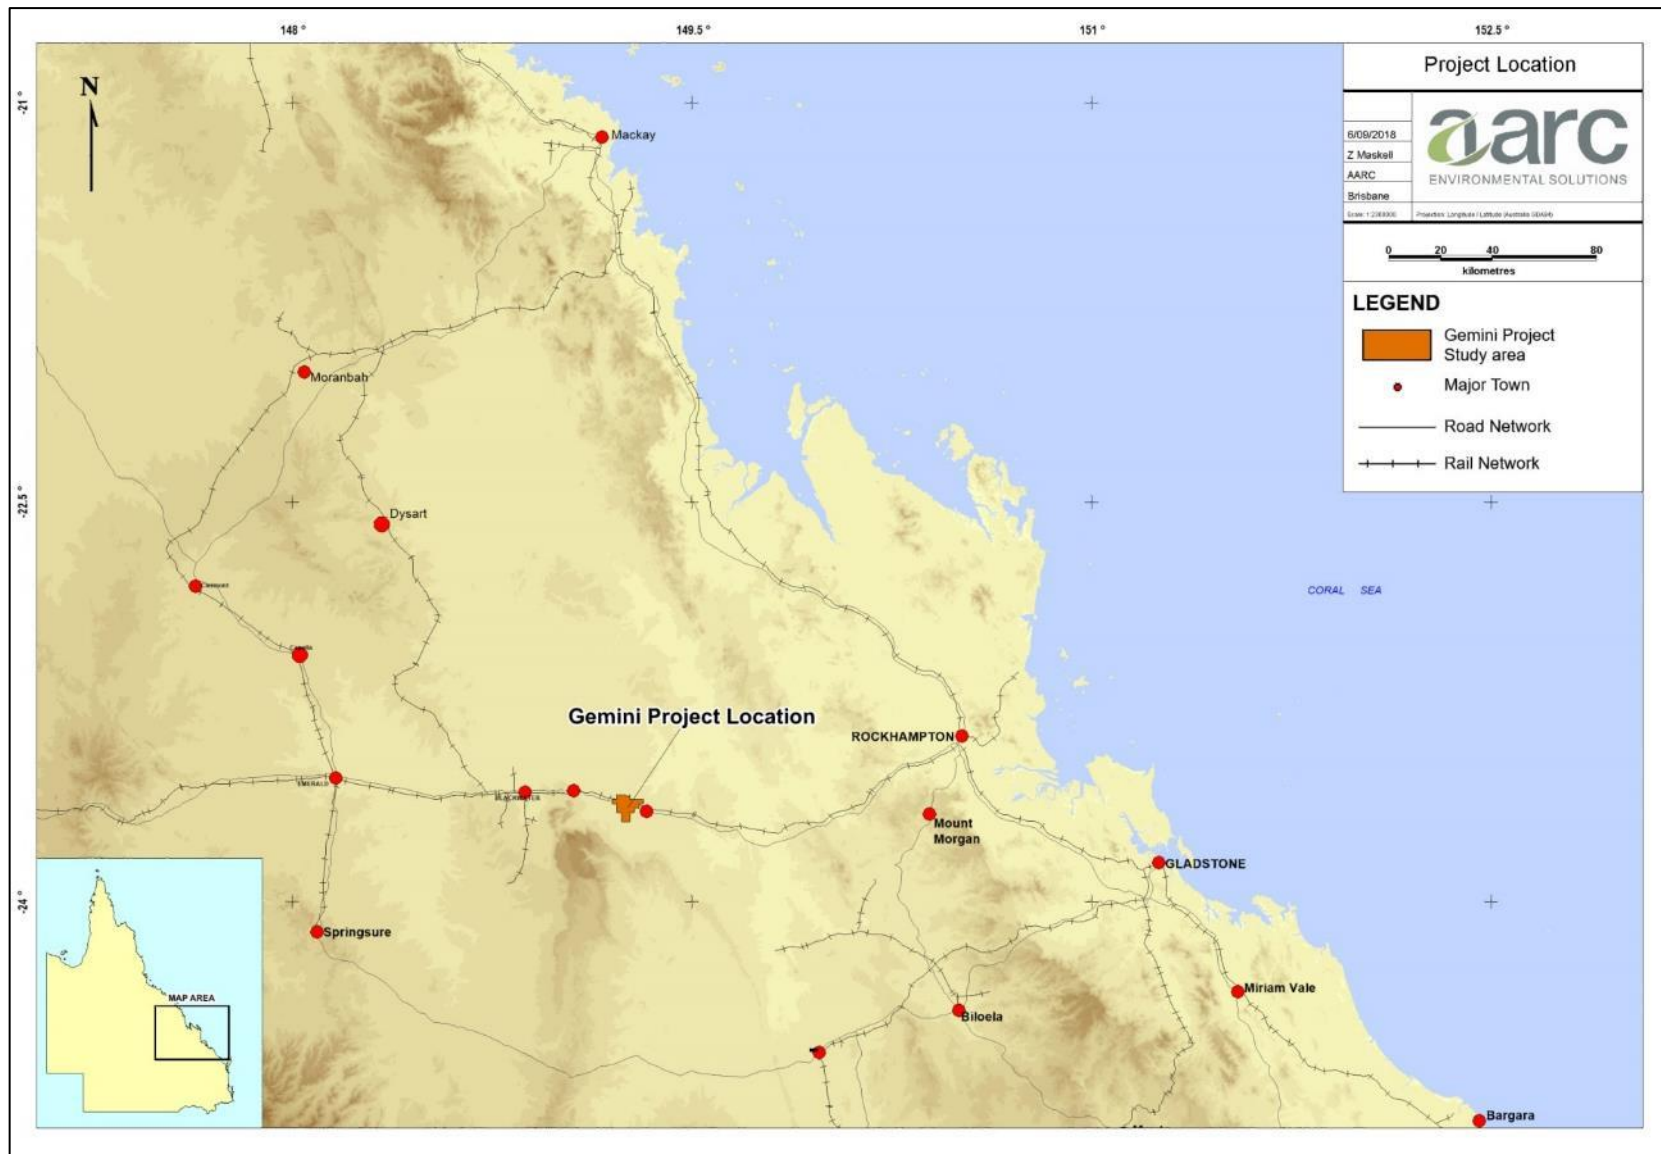 148 °
149.5 °
151 °
152.5 °
-21 °
-22.5 °
-24 °
N
Project Location
6/09/2018
Z Maskell
AARC
Brisbane
aarc
ENVIRONMENTAL SOLUTIONS
0 20 40 80
kilometres
LEGEND
Gemini Project
Study area
Major Town
Road Network
Rail Network
Mackay
Moranbah
Dysart
CORAL SEA
Gemini Project Location
ROCKHAMPTON
EMERALD
BLACKWATER
Mount
Morgan
GLADSTONE
Springsure
MAP AREA
Miriam Vale
Biloela
Bargara